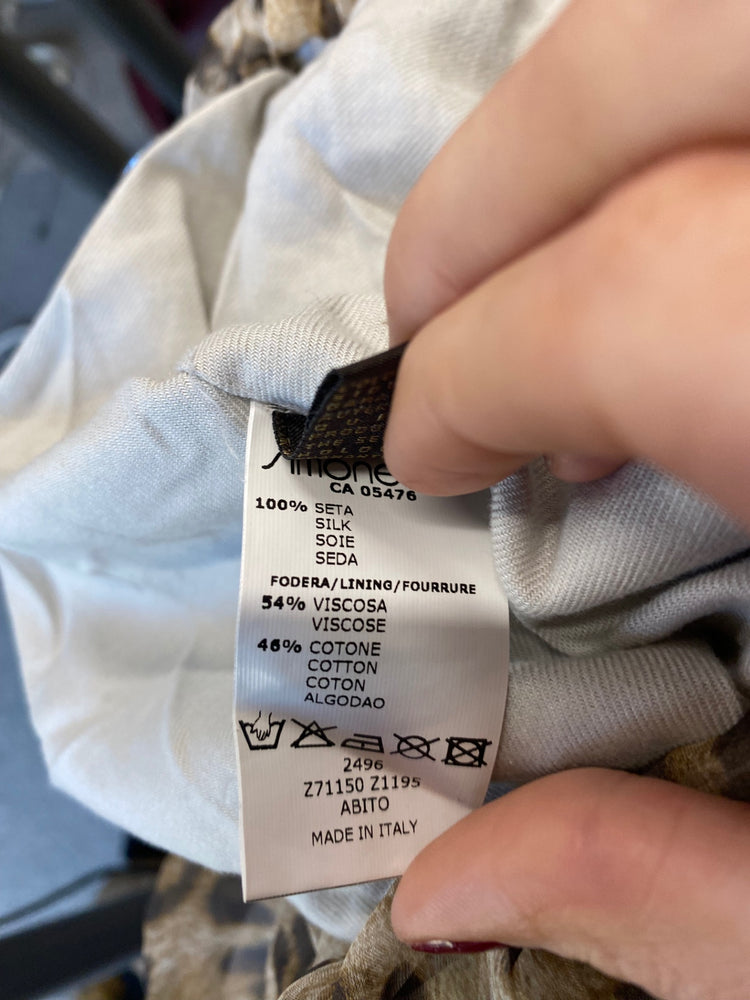 Simone
CA 05476
100% SETA
SILK
SOIE
SEDA
FODERA/LINING/FOURRURE
54% VISCOSA
VISCOSE
46% COTONE
COTTON
COTON
ALGODAO
2496
Z71150 Z1195
ABITO
MADE IN ITALY